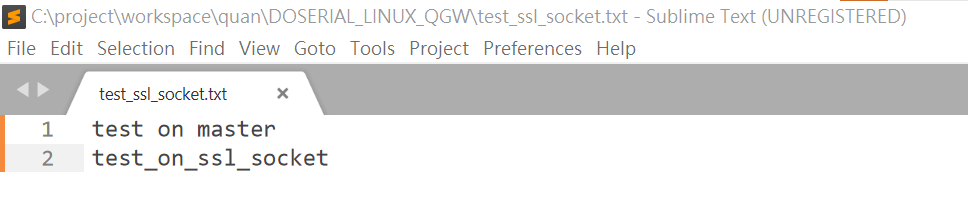 C:\project\workspace\quan\DOSERIAL_LINUX_QGW\test_ssl_socket.txt - Sublime Text (UNREGISTERED)
File Edit Selection Find View Goto Tools Project Preferences Help
test_ssl_socket.txt ×
1 test on master
2 test_on_ssl_socket